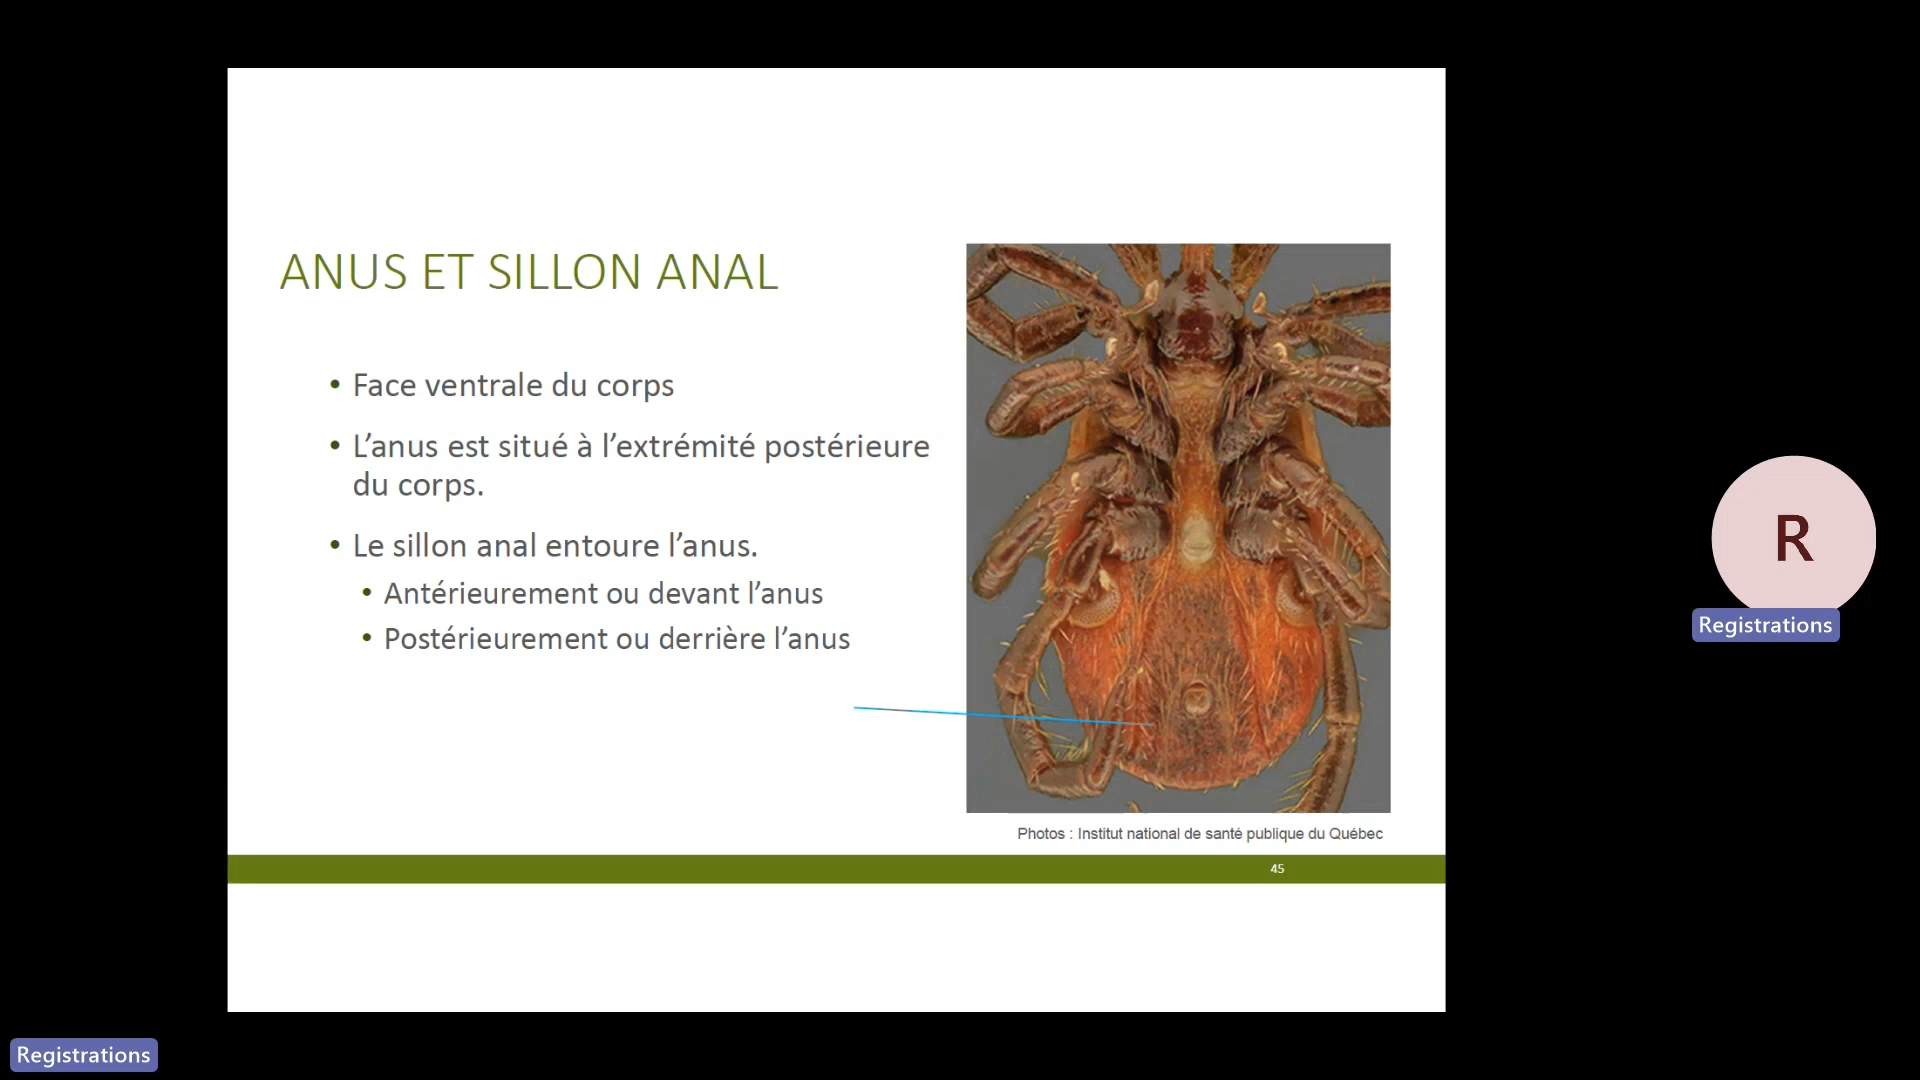 ANUS ET SILLON ANAL
• Face ventrale du corps
• L’anus est situé à l’extrémité postérieure
du corps.
• Le sillon anal entoure l’anus.
• Antérieurement ou devant l’anus
• Postérieurement ou derrière l’anus
Photos : Institut national de santé publique du Québec
45
R
Registrations
Registrations